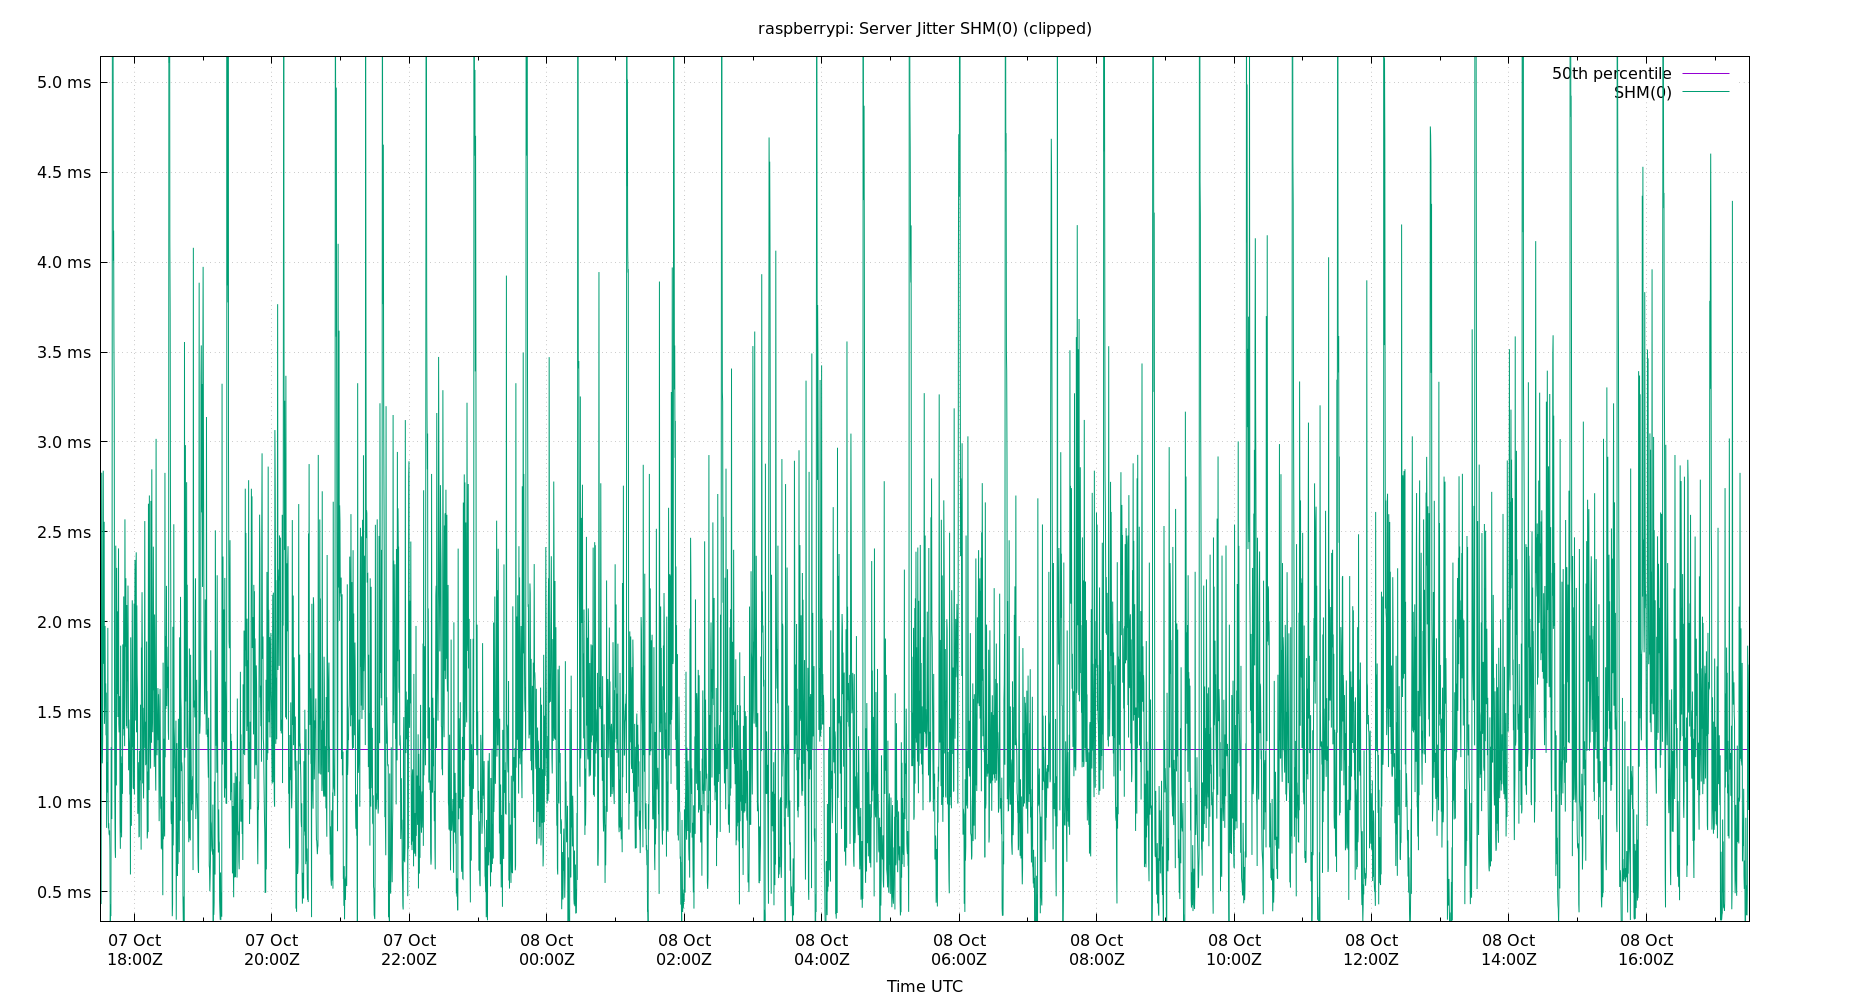 raspberrypi: Server Jitter SHM(0) (clipped)
50th percentile
SHM(0)
5.0 ms
4.5 ms
4.0 ms
3.5 ms
3.0 ms
2.5 ms
2.0 ms
1.5 ms
1.0 ms
0.5 ms
07 Oct 07 Oct 07 Oct 08 Oct 08 Oct 08 Oct 08 Oct 08 Oct 08 Oct 08 Oct 08 Oct 08 Oct
18:00Z 20:00Z 22:00Z 00:00Z 02:00Z 04:00Z 06:00Z 08:00Z 10:00Z 12:00Z 14:00Z 16:00Z
Time UTC